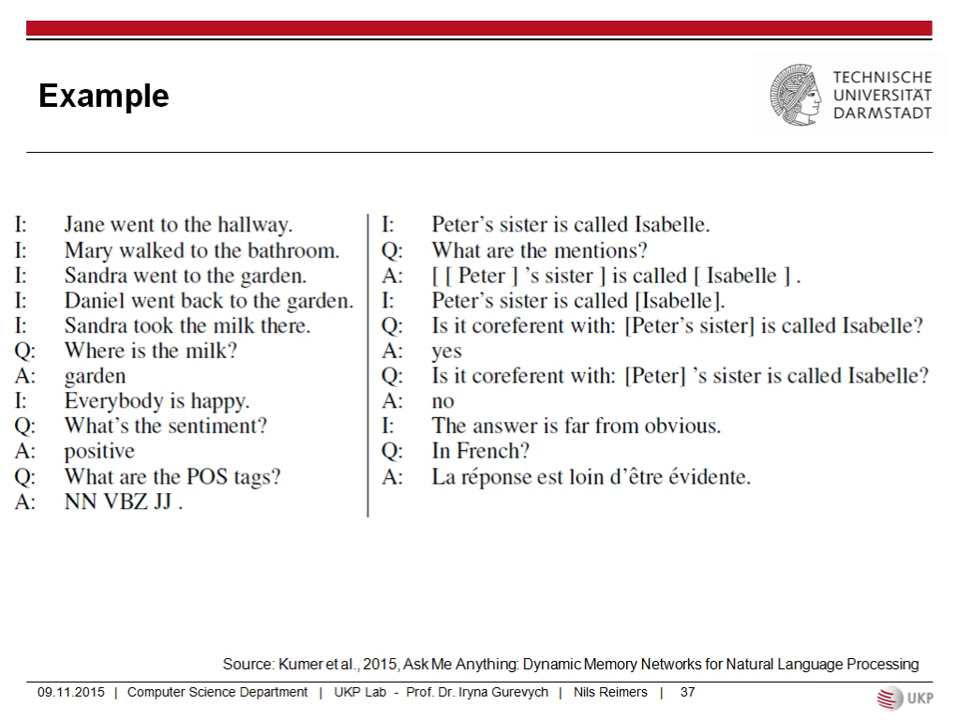 Example
TECHNISCHE
UNIVERSITÄT
DARMSTADT
I: Jane went to the hallway.
I: Mary walked to the bathroom.
I: Sandra went to the garden.
I: Daniel went back to the garden.
I: Sandra took the milk there.
Q: Where is the milk?
A: garden
I: Everybody is happy.
Q: What's the sentiment?
A: positive
Q: What are the POS tags?
A: NN VBZ JJ .
I: Peter's sister is called Isabelle.
Q: What are the mentions?
A: [ [ Peter ] 's sister ] is called [ Isabelle ] .
I: Peter's sister is called [Isabelle].
Q: Is it coreferent with: [Peter's sister] is called Isabelle?
A: yes
Q: Is it coreferent with: [Peter] 's sister is called Isabelle?
A: no
I: The answer is far from obvious.
Q: In French?
A: La réponse est loin d'être évidente.
Source: Kumer et al., 2015, Ask Me Anything: Dynamic Memory Networks for Natural Language Processing
09.11.2015 | Computer Science Department | UKP Lab - Prof. Dr. Iryna Gurevych | Nils Reimers | 37
UKP